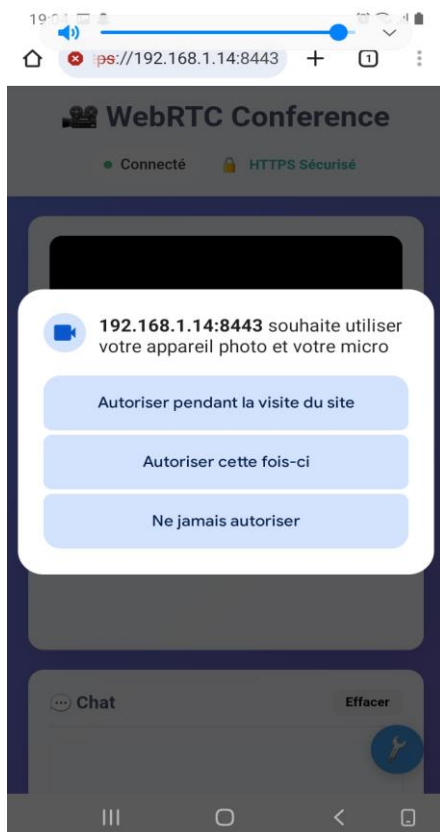 19:04
ps://192.168.1.14:8443
1
WebRTC Conference
Connecté
HTTPS Sécurisé
192.168.1.14:8443 souhaite utiliser
votre appareil photo et votre micro
Autoriser pendant la visite du site
Autoriser cette fois-ci
Ne jamais autoriser
Chat
Effacer